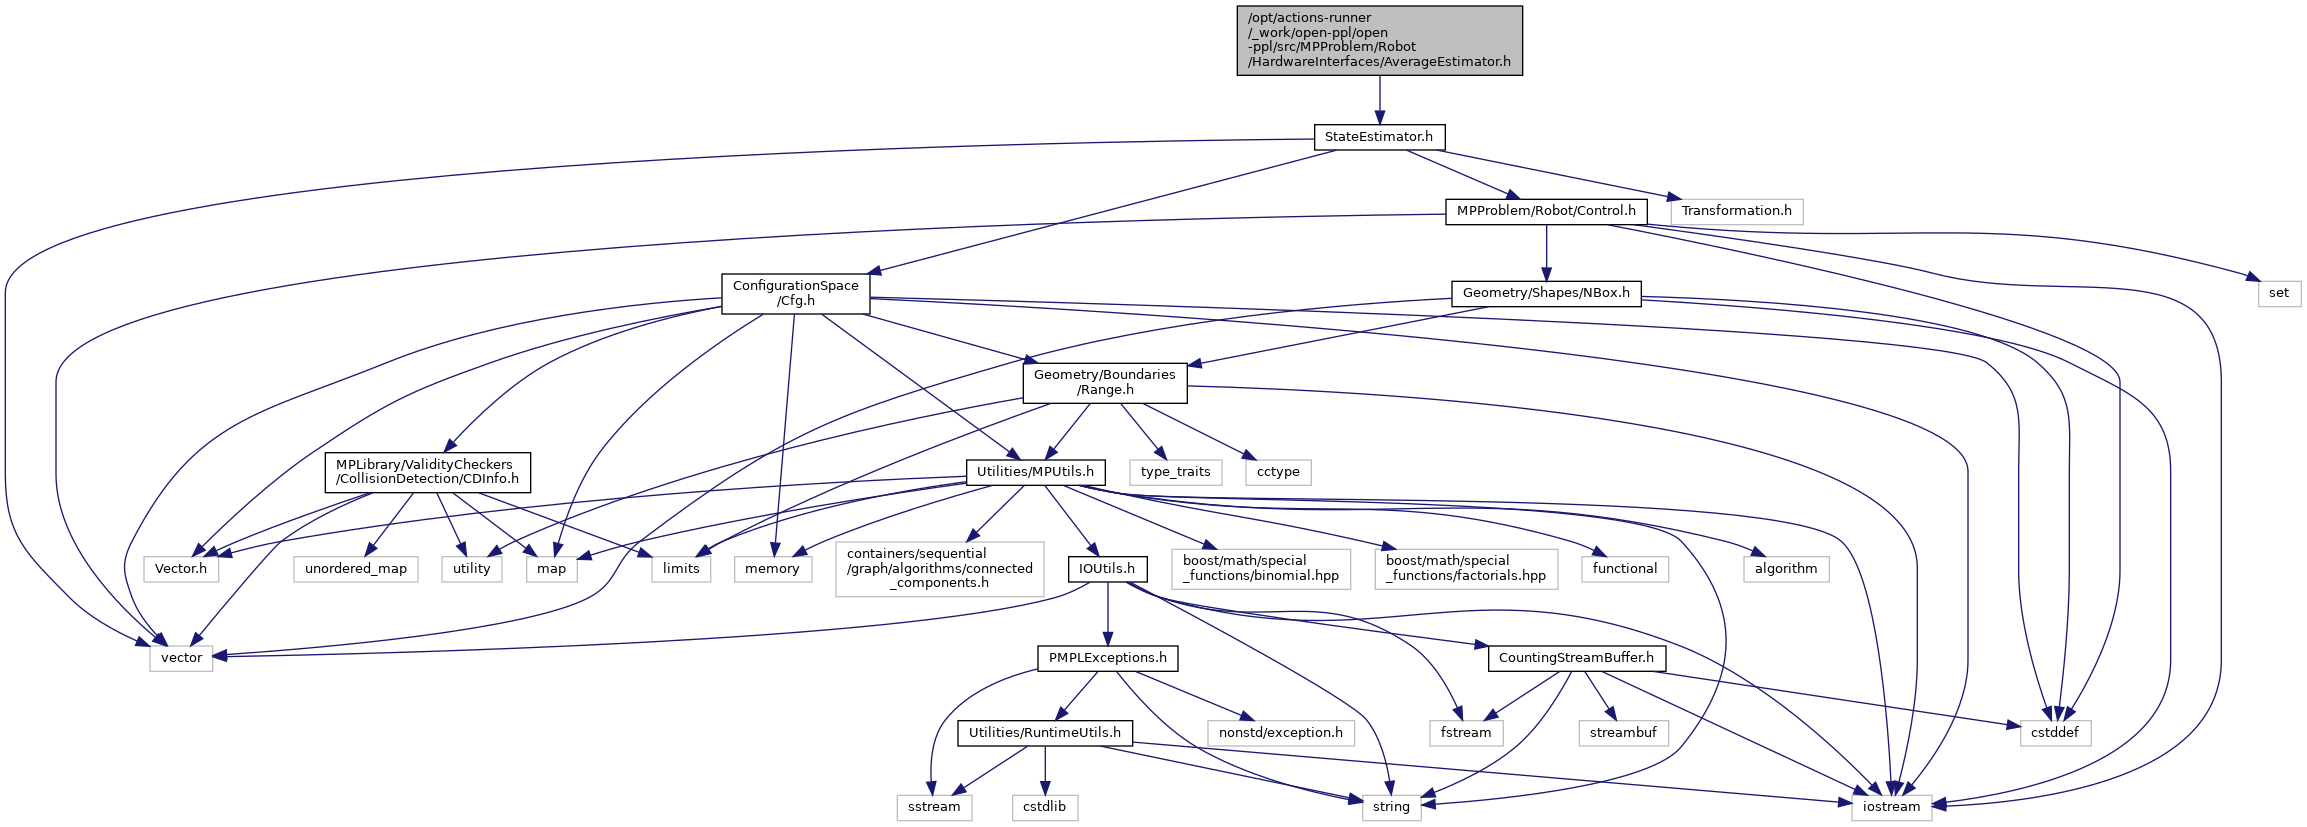 /opt/actions-runner
/_work/open-ppl/open
-ppl/src/MPProblem/Robot
/HardwareInterfaces/AverageEstimator.h
StateEstimator.h
MPProblem/Robot/Control.h
Transformation.h
ConfigurationSpace
/Cfg.h
Geometry/Shapes/NBox.h
set
Geometry/Boundaries
/Range.h
MPLibrary/ValidityCheckers
/CollisionDetection/CDInfo.h
Utilities/MPUtils.h
type_traits
cctype
Vector.h
unordered_map
utility
map
limits
memory
containers/sequential
/graph/algorithms/connected
_components.h
IOUtils.h
boost/math/special
_functions/binomial.hpp
boost/math/special
_functions/factorials.hpp
functional
algorithm
vector
PMPLExceptions.h
CountingStreamBuffer.h
Utilities/RuntimeUtils.h
nonstd/exception.h
fstream
streambuf
cstddef
sstream
cstdlib
string
iostream